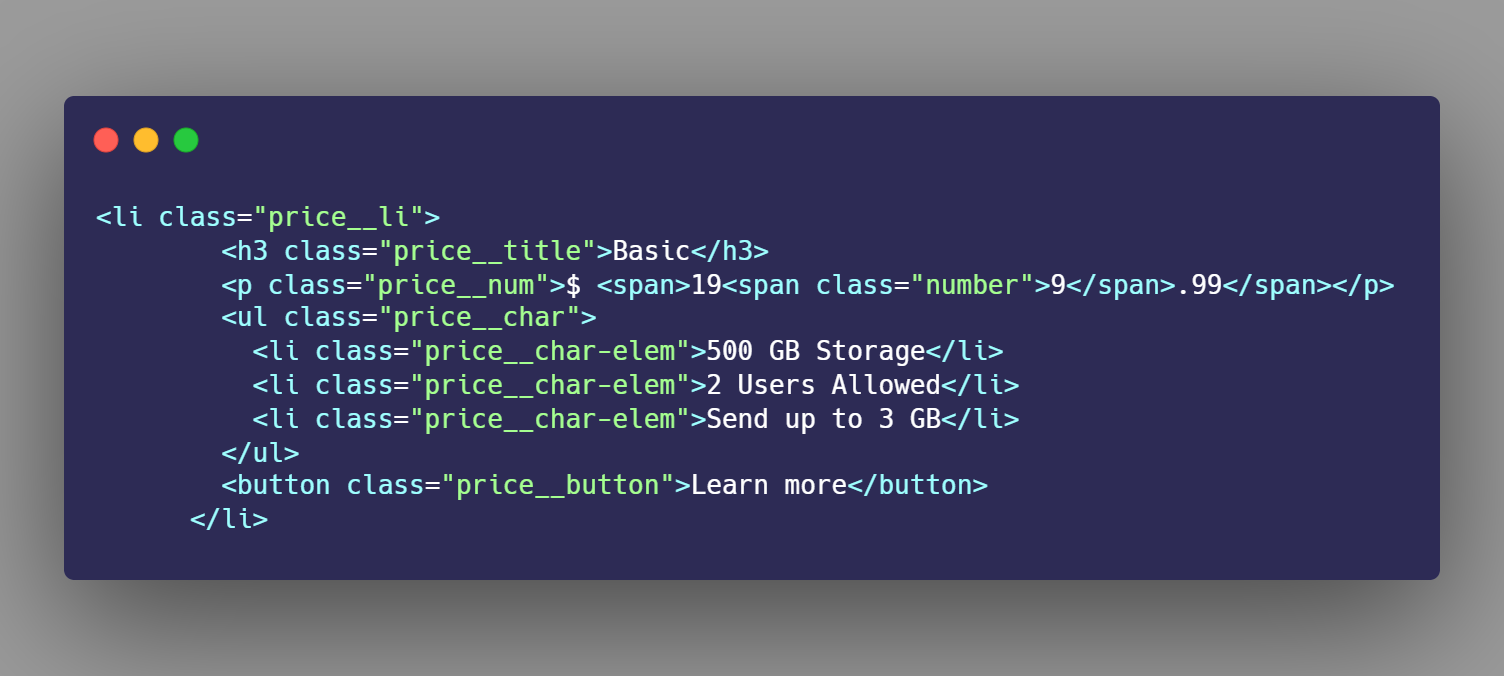 <li class="price__li">
        <h3 class="price__title">Basic</h3>
        <p class="price__num">$ <span>19<span class="number">9</span>.99</span></p>
        <ul class="price__char">
          <li class="price__char-elem">500 GB Storage</li>
          <li class="price__char-elem">2 Users Allowed</li>
          <li class="price__char-elem">Send up to 3 GB</li>
        </ul>
        <button class="price__button">Learn more</button>
      </li>